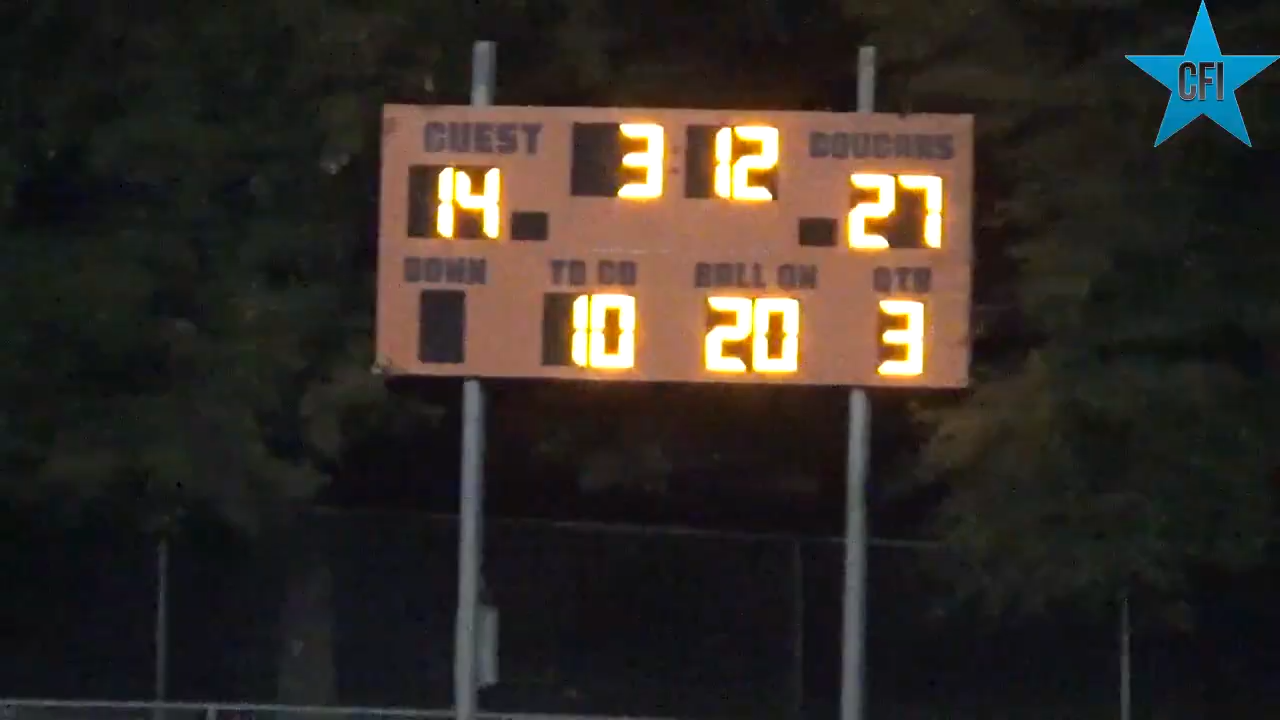 CFI
GUEST 3:12 COUGARS
14 27
DOWN TO GO BALL ON QTR
10 20 3